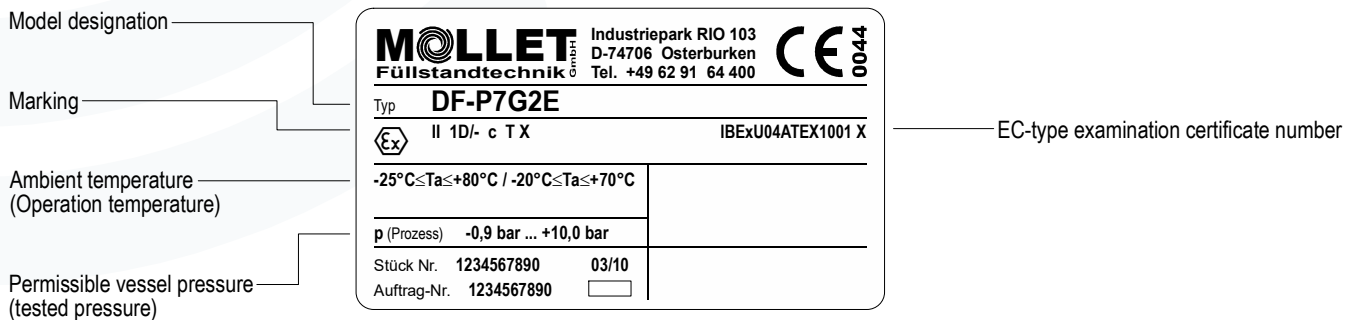 Model designation
Marking
Ambient temperature
(Operation temperature)
Permissible vessel pressure
(tested pressure)
MOLLET
Füllstandtechnik GmbH
Industriepark RIO 103
D-74706 Osterburken
Tel. +49 62 91 64 400
CE 0044
Typ DF-P7G2E
Ex II 1D/- c T X IBExU04ATEX1001 X
-25°C≤Ta≤+80°C / -20°C≤Ta≤+70°C
p (Prozess) -0,9 bar ... +10,0 bar
Stück Nr. 1234567890 03/10
Auftrag-Nr. 1234567890
EC-type examination certificate number